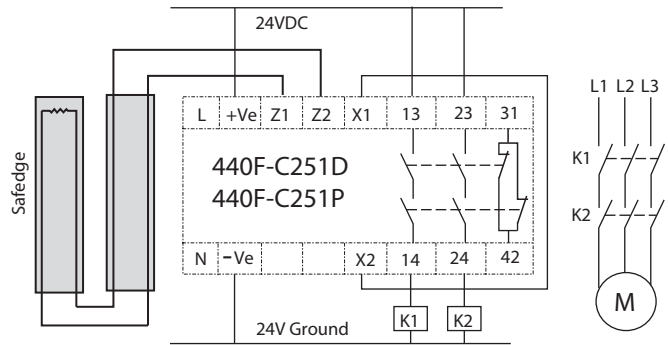 24VDC
L +Ve Z1 Z2 X1 13 23 31
L1 L2 L3
440F-C251D
440F-C251P
K1
K2
Safedge
N -Ve X2 14 24 42
K1 K2
M
24V Ground